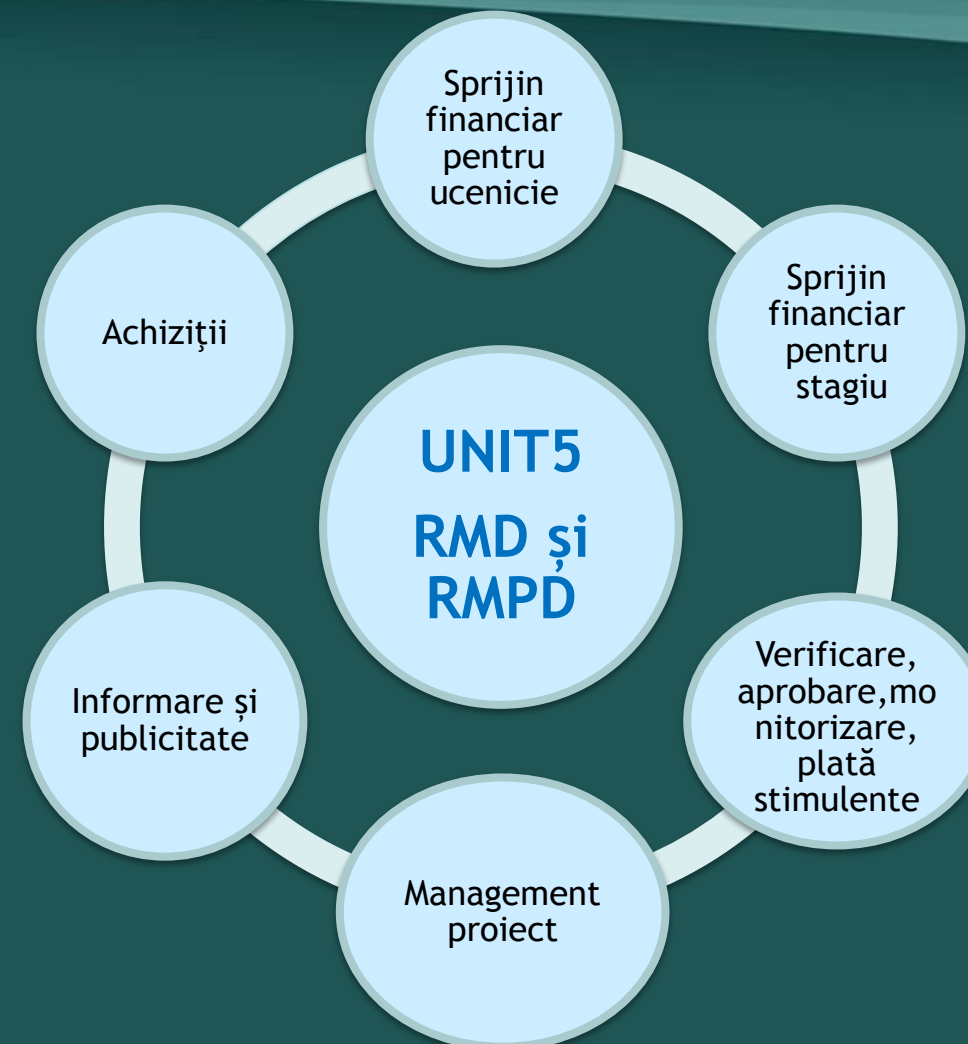 Sprijin
financiar
pentru
ucenicie
Sprijin
financiar
pentru
stagiu
Verificare,
aprobare,mo
nitorizare,
plată
stimulente
Management
proiect
Informare și
publicitate
Achiziţii
UNIT5
RMD și
RMPD